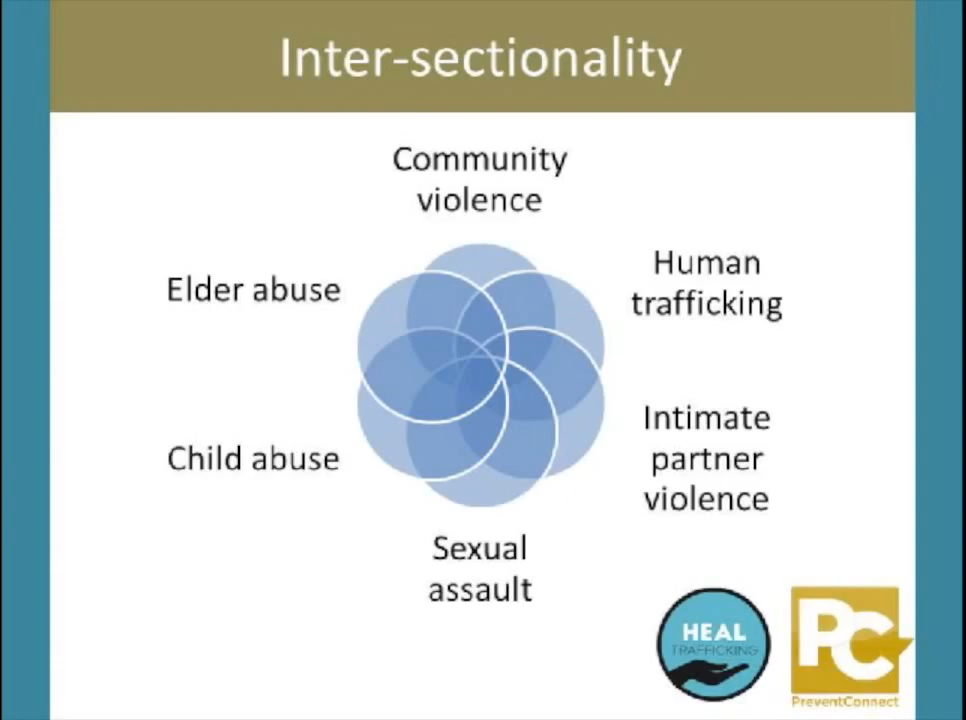 Inter-sectionality
Community
violence
Human
trafficking
Elder abuse
Intimate
partner
violence
Child abuse
Sexual
assault
HEAL
TRAFFICKING
PC
PreventConnect